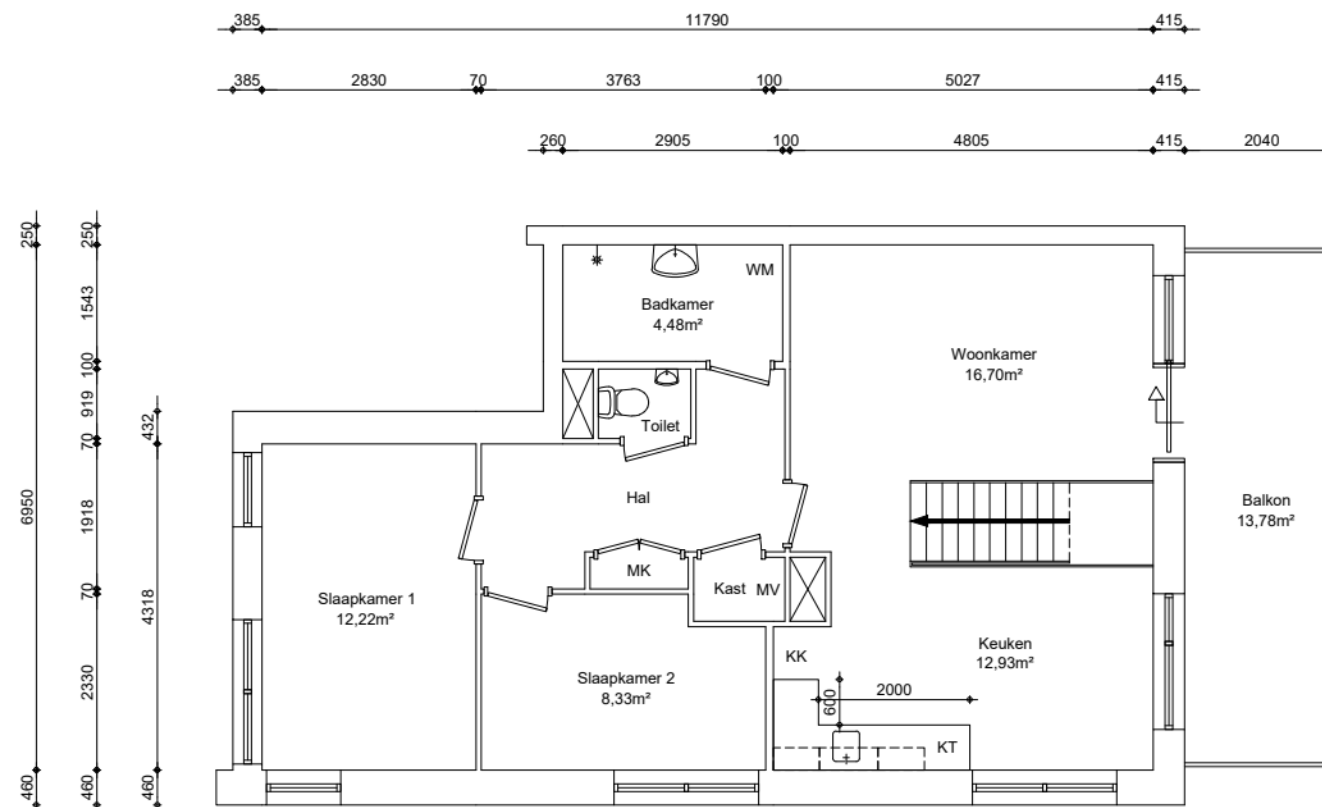 385 11790 415
385 2830 70 3763 100 5027 415
260 2905 100 4805 415 2040
250
6950
460
250
1543
100
919
70
1918
70
2330
460
432
4318
460
WM
Badkamer
4,48m²
Woonkamer
16,70m²
Toilet
Hal
Balkon
13,78m²
MK
Kast MV
Slaapkamer 1
12,22m²
Keuken
12,93m²
KK
Slaapkamer 2
8,33m²
2000
600
KT